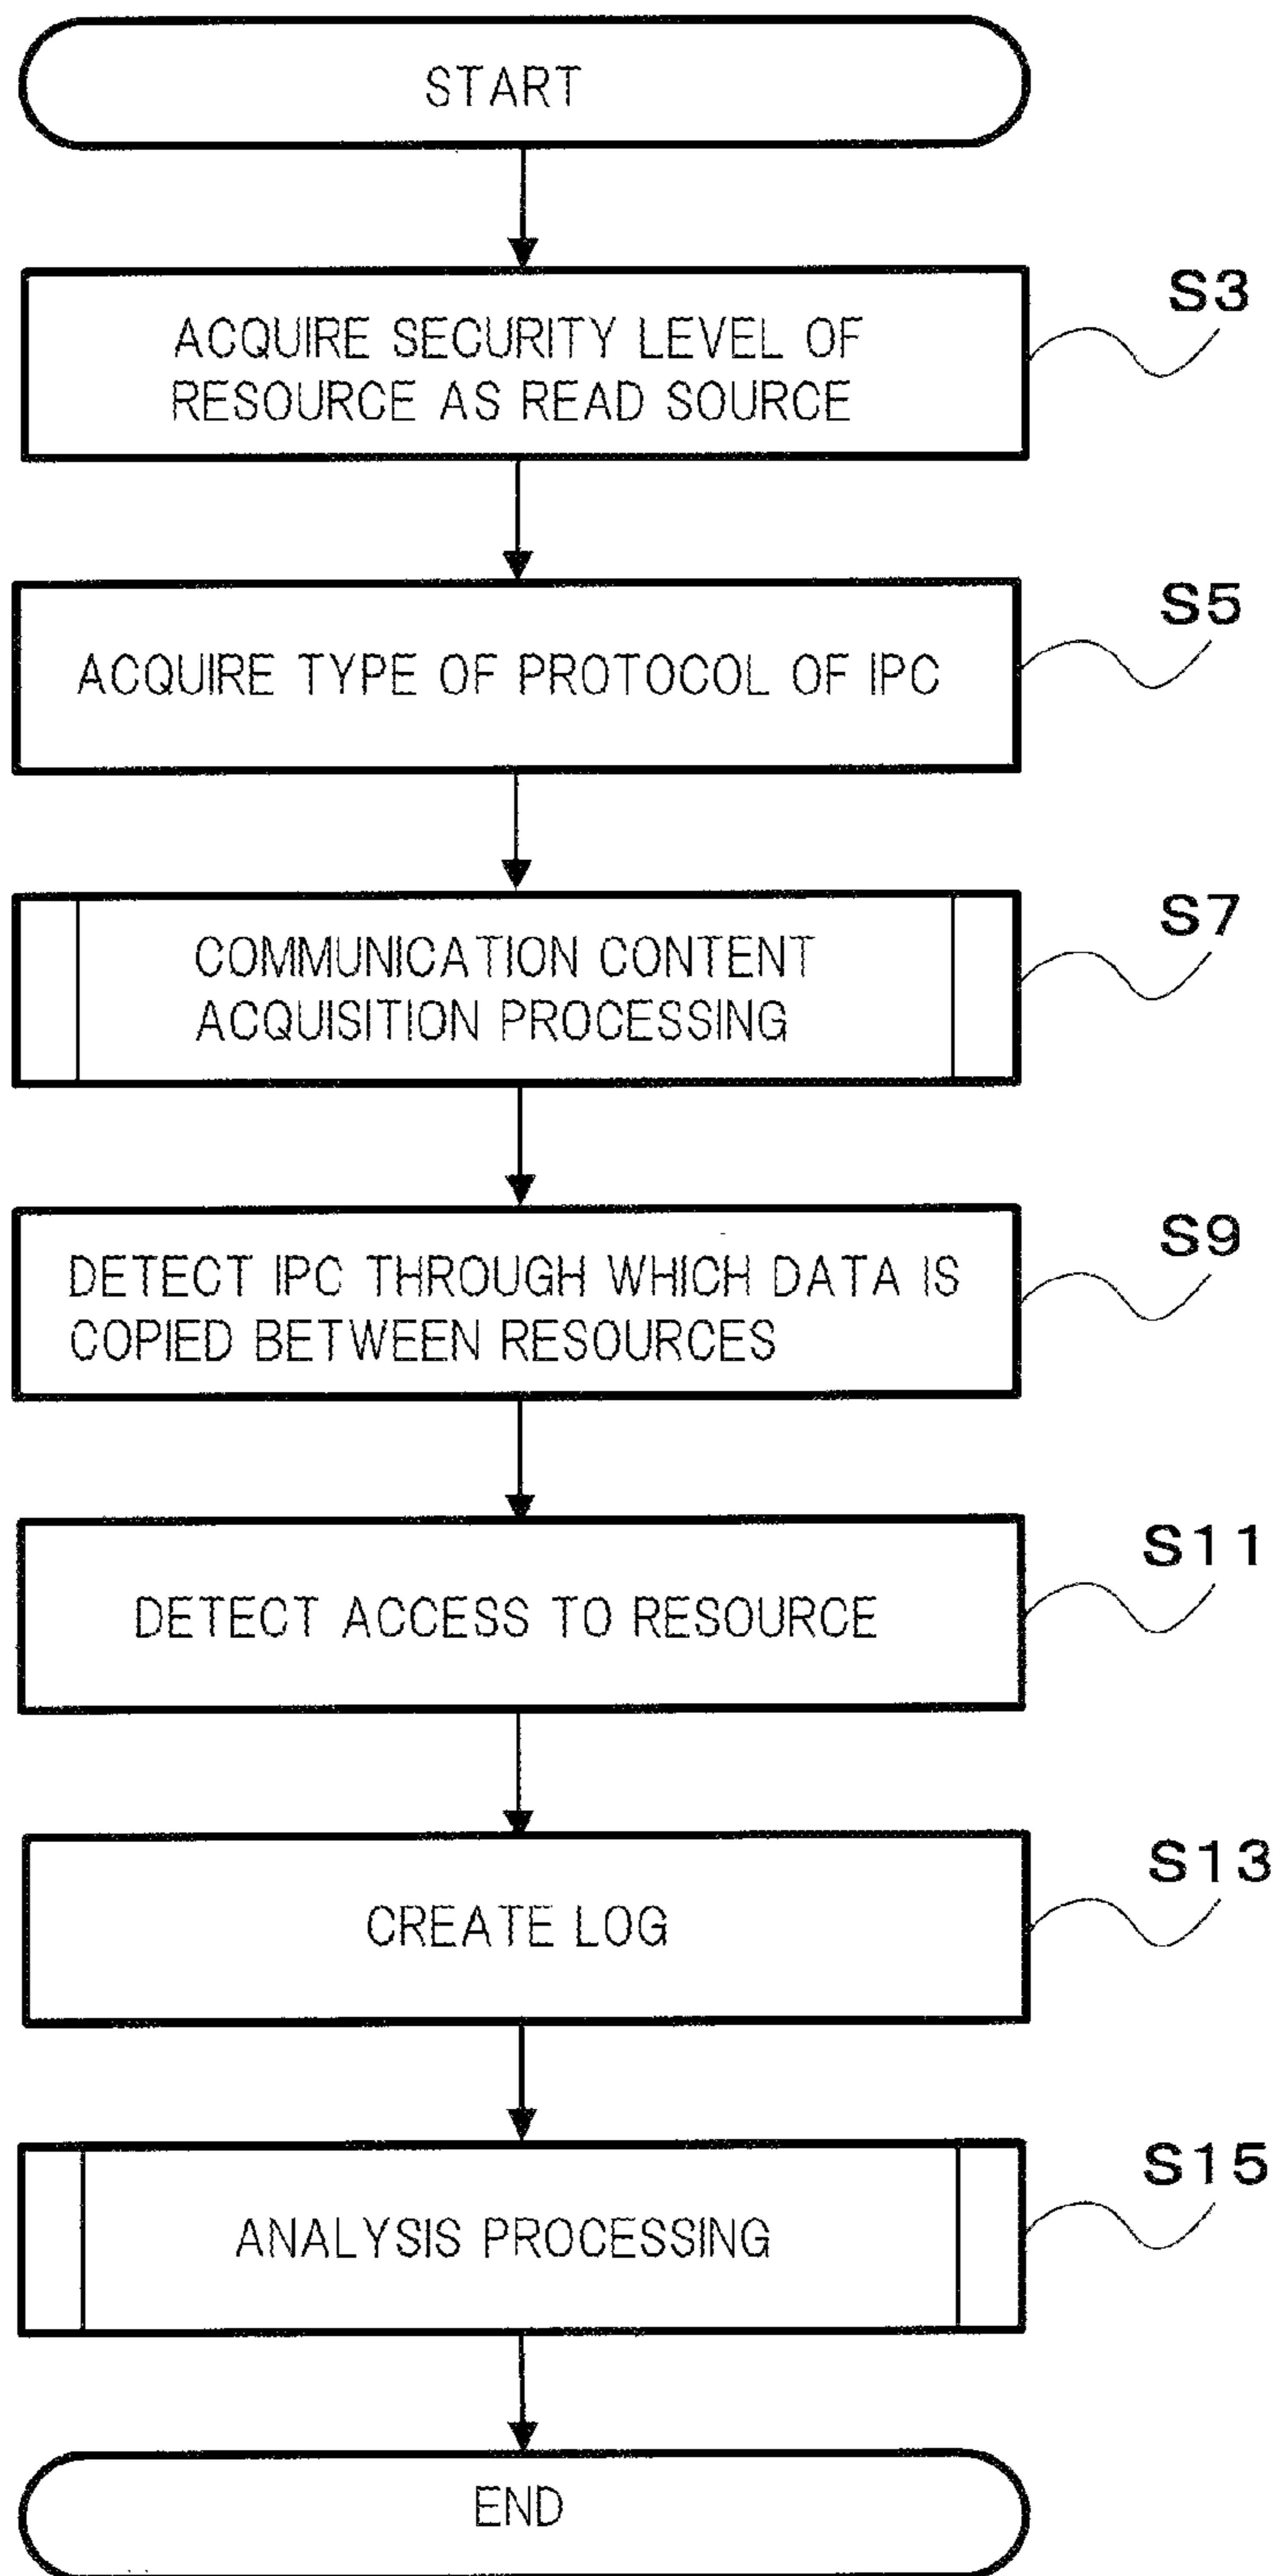 START
S3
ACQUIRE SECURITY LEVEL OF
RESOURCE AS READ SOURCE
S5
ACQUIRE TYPE OF PROTOCOL OF IPC
S7
COMMUNICATION CONTENT
ACQUISITION PROCESSING
S9
DETECT IPC THROUGH WHICH DATA IS
COPIED BETWEEN RESOURCES
S11
DETECT ACCESS TO RESOURCE
S13
CREATE LOG
S15
ANALYSIS PROCESSING
END